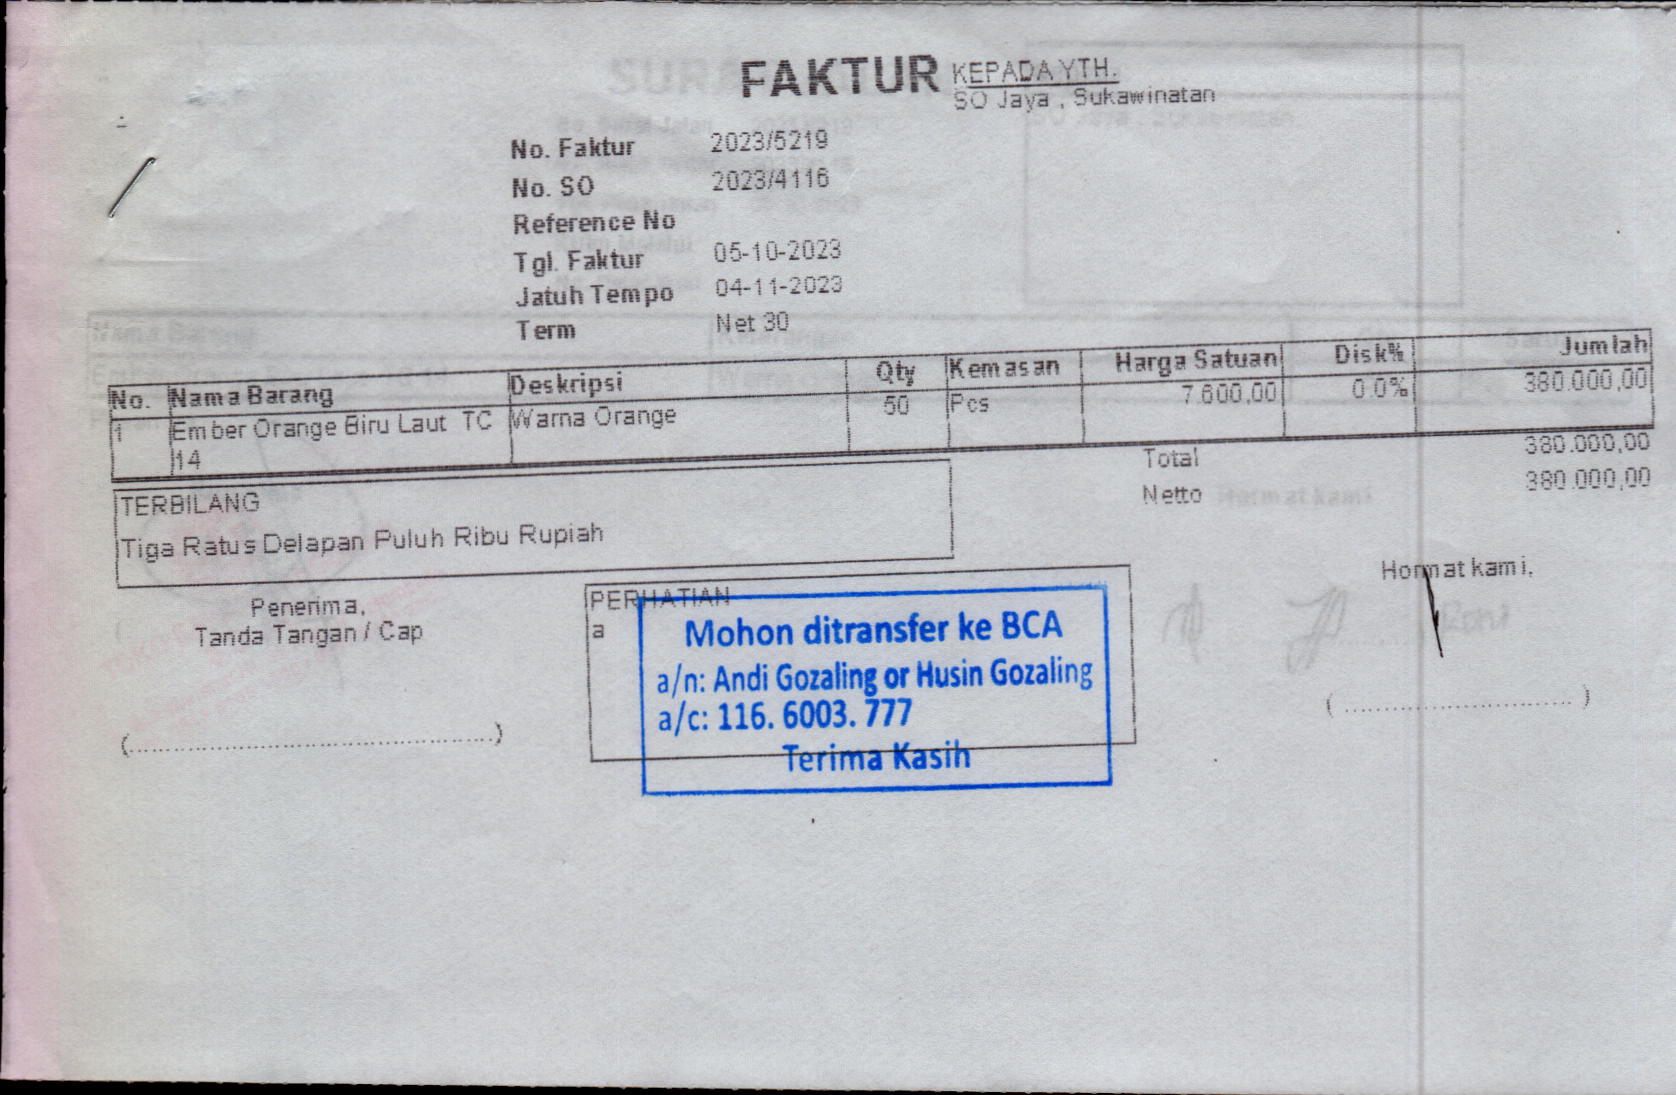 FAKTUR
KEPADA YTH.
SO Jaya , Sukawinatan
No. Faktur 2023/5219
No. SO 2023/4116
Reference No
Tgl. Faktur 05-10-2023
Jatuh Tempo 04-11-2023
Term Net 30
No. Nama Barang Deskripsi Qty Kemasan Harga Satuan Disk% Jumlah
1 Ember Orange Biru Laut TC Warna Orange 50 Pcs 7.600,00 0.0% 380.000,00
14
Total 380.000,00
Netto 380.000,00
TERBILANG
Tiga Ratus Delapan Puluh Ribu Rupiah
Penerima,
Tanda Tangan / Cap
(................................................)
PERHATIAN
a
Mohon ditransfer ke BCA
a/n: Andi Gozaling or Husin Gozaling
a/c: 116. 6003. 777
Terima Kasih
Hormat kami,
( ................................ )